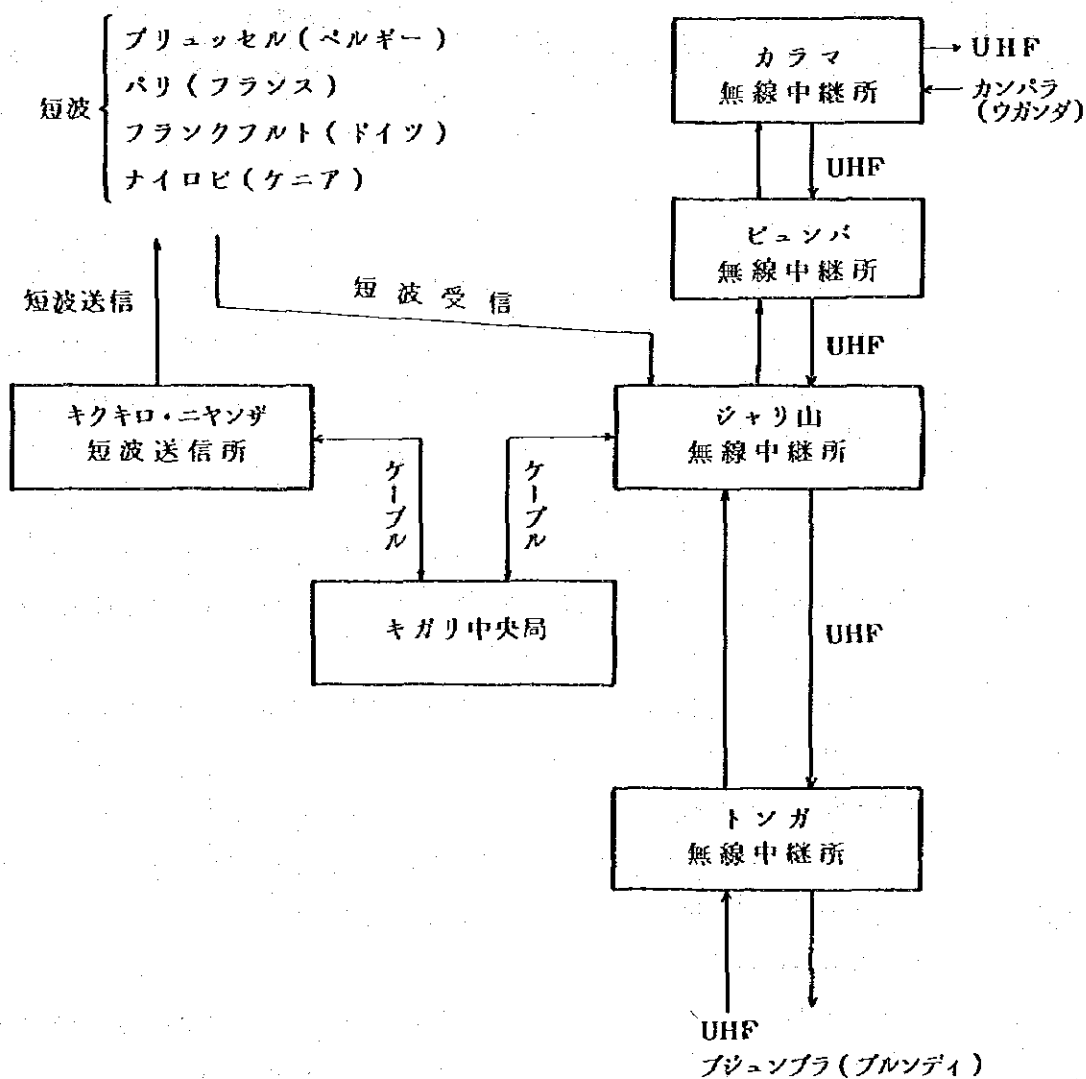 短波
ブリュッセル(ベルギー)
パリ(フランス)
フランクフルト(ドイツ)
ナイロビ(ケニア)
カラマ
無線中継所
UHF
カンパラ
(ウガンダ)
UHF
ビュンバ
無線中継所
UHF
短波送信
短波受信
キクキロ・ニヤンザ
短波送信所
ジャリ山
無線中継所
ケーブル
ケーブル
キガリ中央局
UHF
トンガ
無線中継所
UHF
ブジュンブラ(ブルンディ)